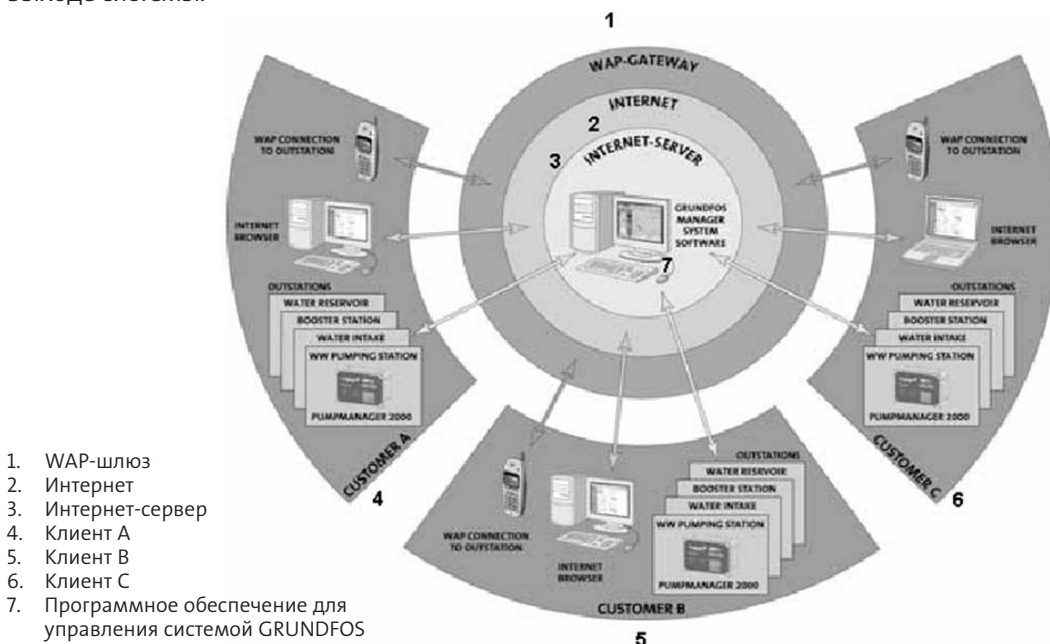 1
WAP-GATEWAY
INTERNET
2
INTERNET-SERVER
3
GRUNDFOS
MANAGER
SYSTEM
SOFTWARE
7
WAP CONNECTION
TO OUTSTATION
INTERNET
BROWSER
OUTSTATIONS
WATER RESERVOIR
BOOSTER STATION
WATER INTAKE
WW PUMPING STATION
PUMPMANAGER 2000
CUSTOMER A
4
WAP CONNECTION
TO OUTSTATION
INTERNET
BROWSER
OUTSTATIONS
WATER RESERVOIR
BOOSTER STATION
WATER INTAKE
WW PUMPING STATION
PUMPMANAGER 2000
CUSTOMER B
5
WAP CONNECTION
TO OUTSTATION
INTERNET
BROWSER
OUTSTATIONS
WATER RESERVOIR
BOOSTER STATION
WATER INTAKE
WW PUMPING STATION
PUMPMANAGER 2000
CUSTOMER C
6
1. WAP-шлюз
2. Интернет
3. Интернет-сервер
4. Клиент A
5. Клиент B
6. Клиент C
7. Программное обеспечение для
управления системой GRUNDFOS